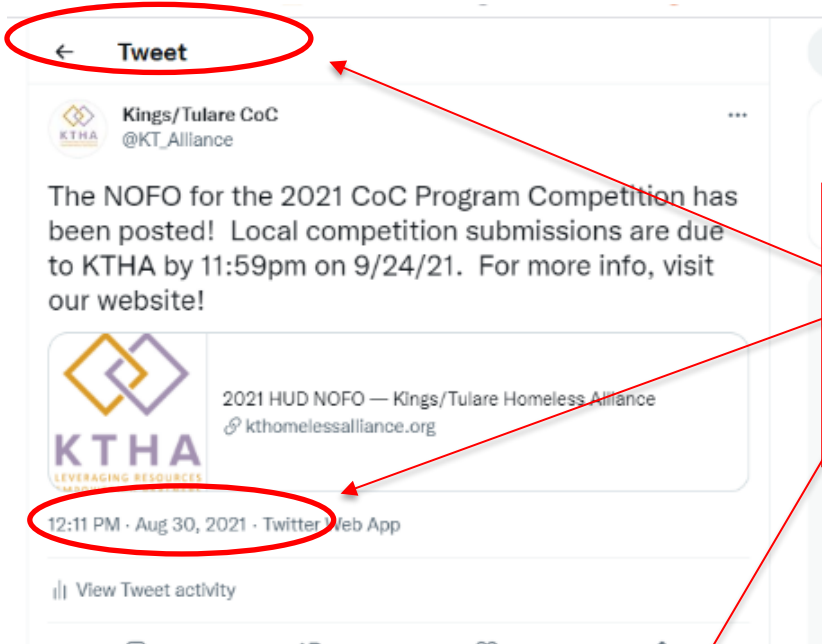 Tweet
KTHA
Kings/Tulare CoC
@KT_Alliance
The NOFO for the 2021 CoC Program Competition has
been posted!  Local competition submissions are due
to KTHA by 11:59pm on 9/24/21.  For more info, visit
our website!
KTHA
LEVERAGING RESOURCES
2021 HUD NOFO — Kings/Tulare Homeless Alliance
kthomelessalliance.org
12:11 PM · Aug 30, 2021 · Twitter Web App
View Tweet activity